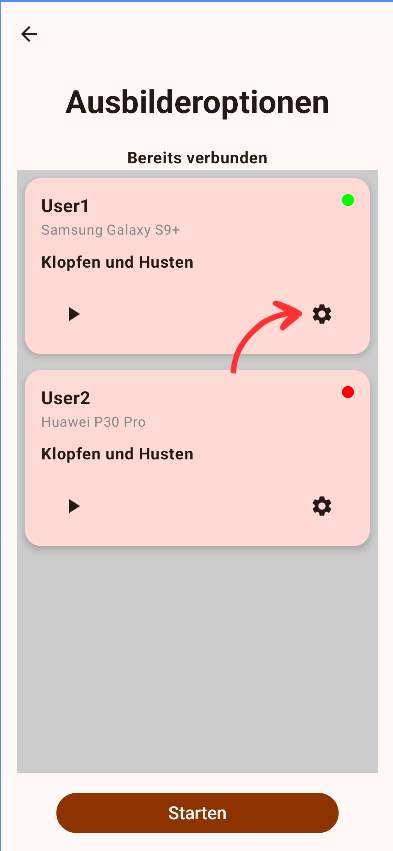 Ausbilderoptionen
Bereits verbunden
User1
Samsung Galaxy S9+
Klopfen und Husten
User2
Huawei P30 Pro
Klopfen und Husten
Starten